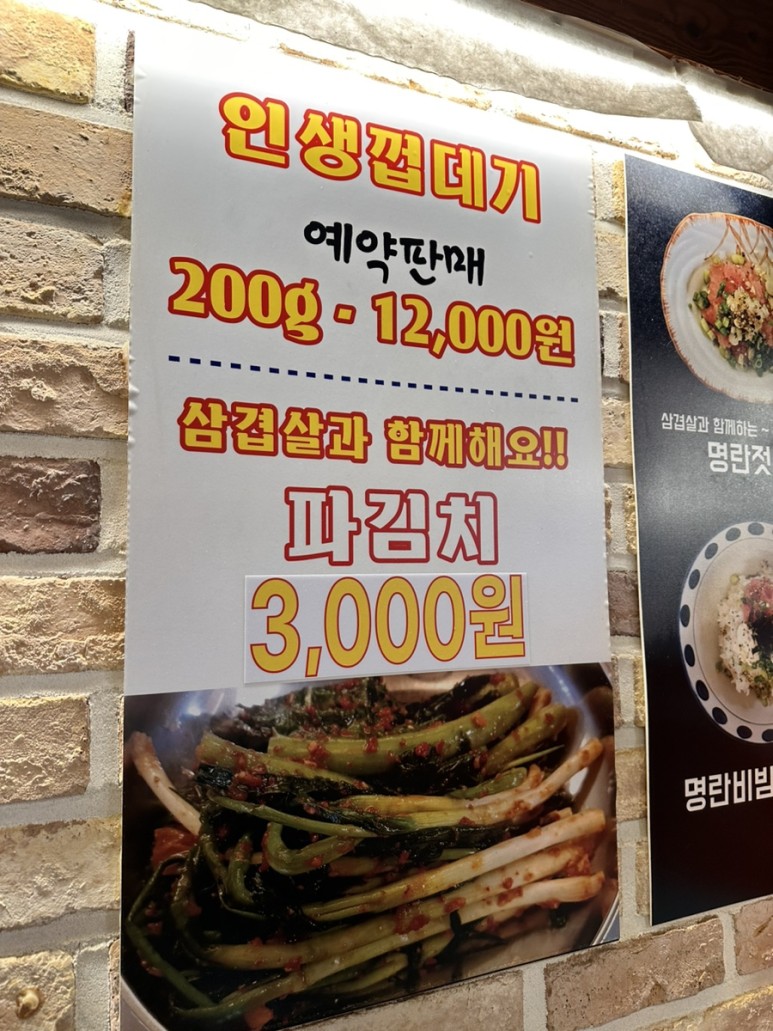 인생껍데기
예약판매
200g - 12,000원
삼겹살과 함께해요!!
파김치
3,000원
삼겹살과 함께하는 ~
명란젓
명란비빔